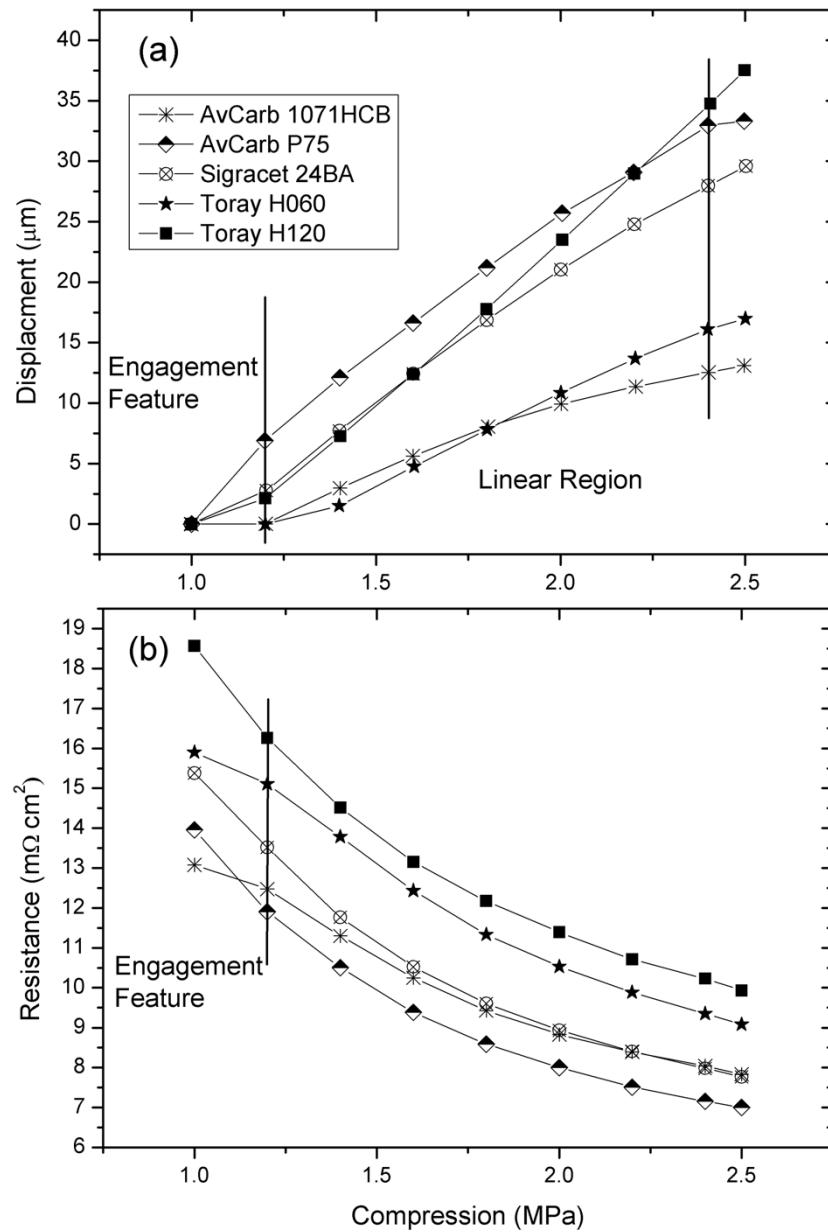 (a)
AvCarb 1071HCB
AvCarb P75
Sigracet 24BA
Toray H060
Toray H120
Engagement
Feature
Linear Region
Displacment (μm)
40
35
30
25
20
15
10
5
0
1.0 1.5 2.0 2.5
(b)
Engagement
Feature
Resistance (mΩ cm²)
19
18
17
16
15
14
13
12
11
10
9
8
7
6
1.0 1.5 2.0 2.5
Compression (MPa)